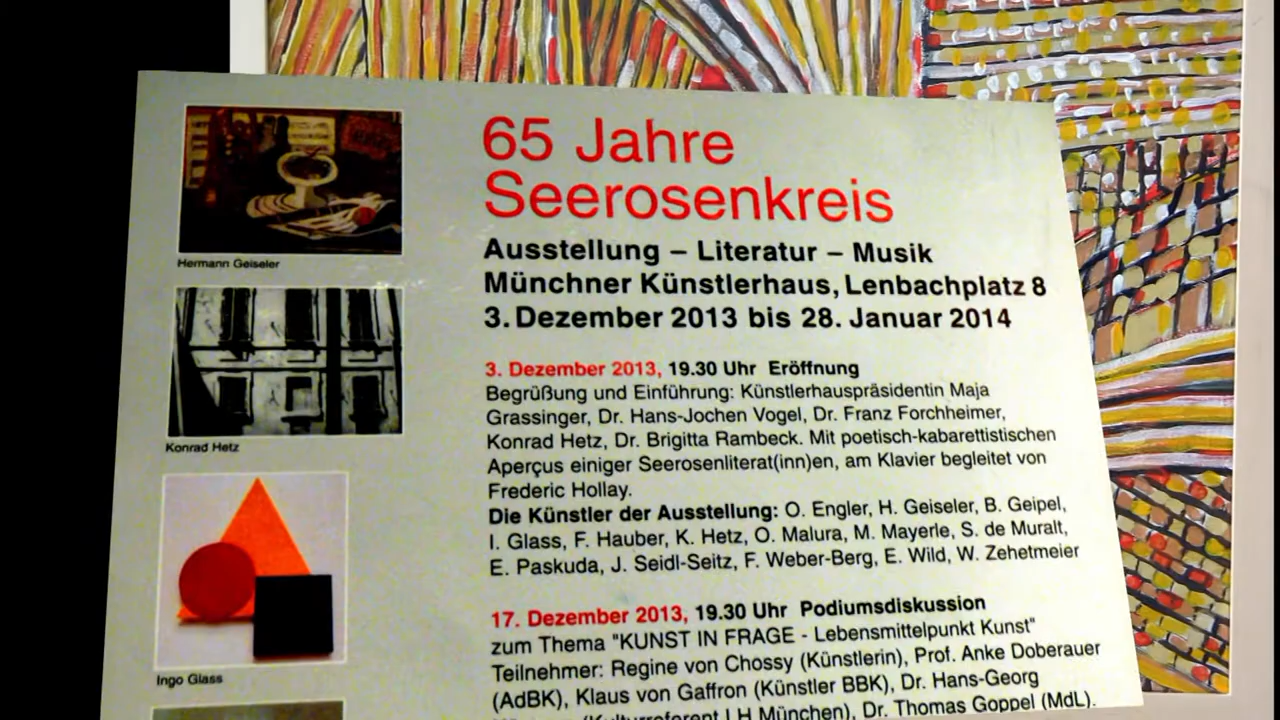 65 Jahre
Seerosenkreis
Ausstellung – Literatur – Musik
Münchner Künstlerhaus, Lenbachplatz 8
3. Dezember 2013 bis 28. Januar 2014
3. Dezember 2013, 19.30 Uhr Eröffnung
Begrüßung und Einführung: Künstlerhauspräsidentin Maja
Grassinger, Dr. Hans-Jochen Vogel, Dr. Franz Forchheimer,
Konrad Hetz, Dr. Brigitta Rambeck. Mit poetisch-kabarettistischen
Aperçus einiger Seerosenliterat(inn)en, am Klavier begleitet von
Frederic Hollay.
Die Künstler der Ausstellung: O. Engler, H. Geiseler, B. Geipel,
I. Glass, F. Hauber, K. Hetz, O. Malura, M. Mayerle, S. de Muralt,
E. Paskuda, J. Seidl-Seitz, F. Weber-Berg, E. Wild, W. Zehetmeier
17. Dezember 2013, 19.30 Uhr Podiumsdiskussion
zum Thema "KUNST IN FRAGE - Lebensmittelpunkt Kunst"
Teilnehmer: Regine von Chossy (Künstlerin), Prof. Anke Doberauer
(AdBK), Klaus von Gaffron (Künstler BBK), Dr. Hans-Georg
(Kulturreferent LH München), Dr. Thomas Goppel (MdL).
Hermann Geiseler
Konrad Hetz
Ingo Glass